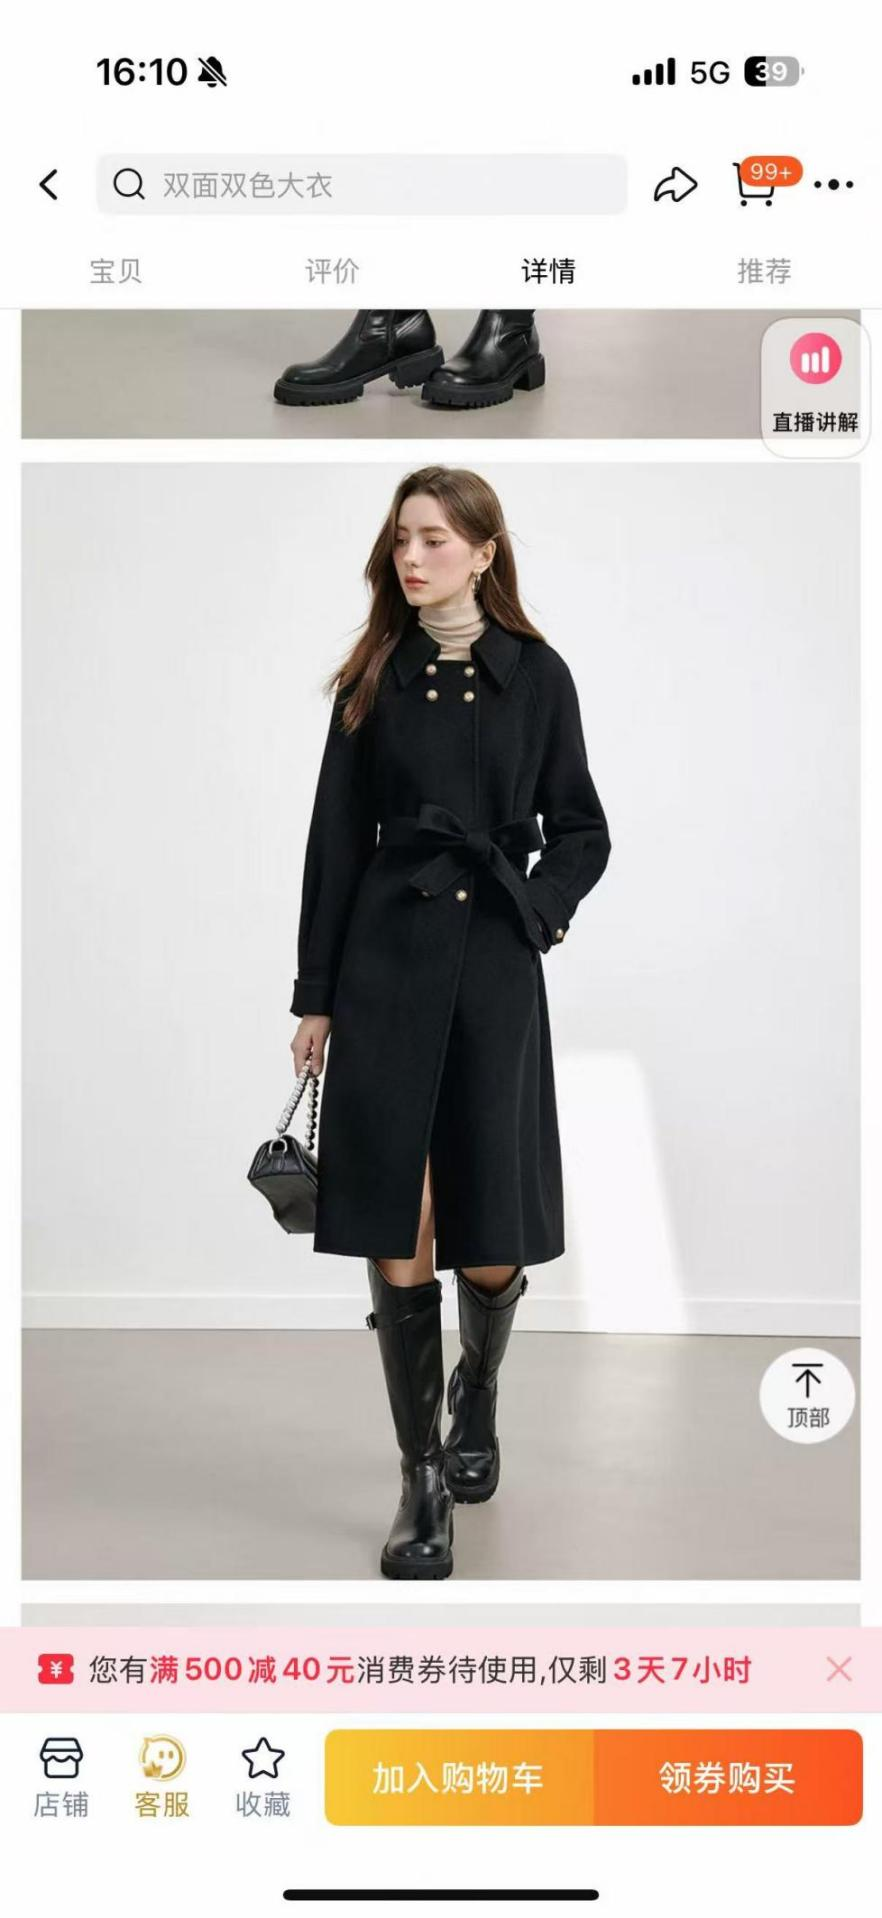 16:10
5G 39
双面双色大衣
99+
宝贝 评价 详情 推荐
直播讲解
顶部
您有满500减40元消费券待使用,仅剩3天7小时
店铺 客服 收藏 加入购物车 领券购买